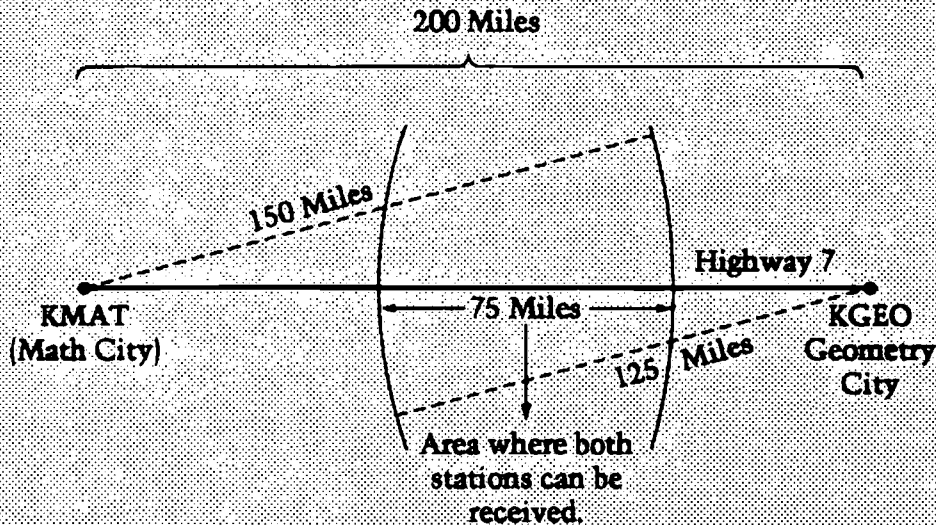 200 Miles
150 Miles
Highway 7
KMAT
(Math City)
75 Miles
KGEO
Geometry
City
125 Miles
Area where both
stations can be
received.